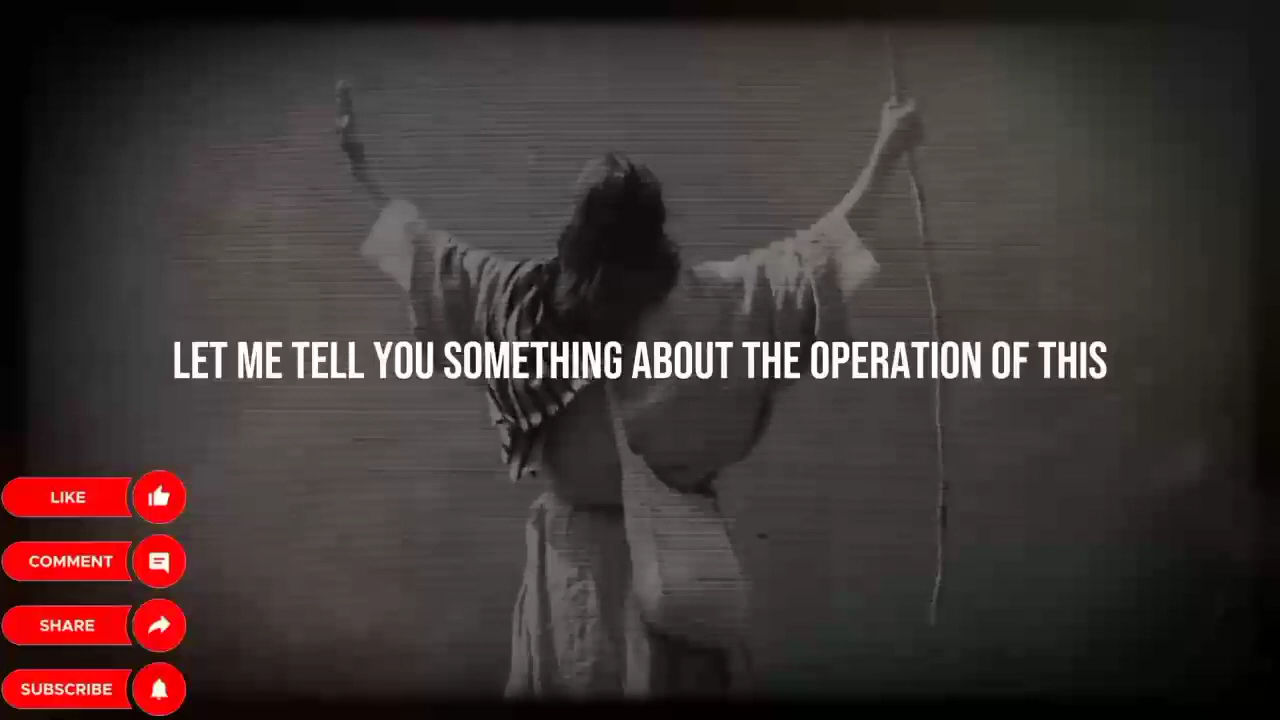 LET ME TELL YOU SOMETHING ABOUT THE OPERATION OF THIS
LIKE
COMMENT
SHARE
SUBSCRIBE